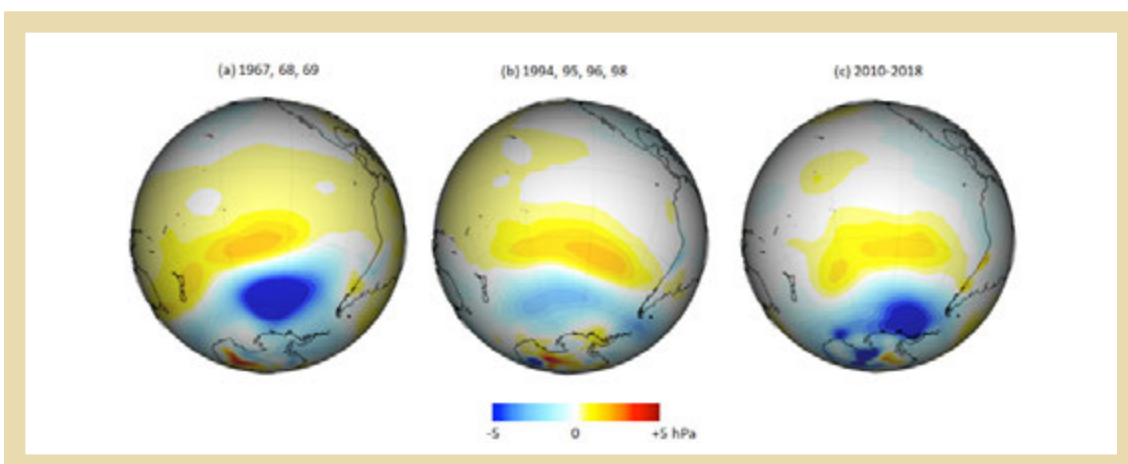 (a) 1967, 68, 69
(b) 1994, 95, 96, 98
(c) 2010-2018
-5
0
+5 hPa